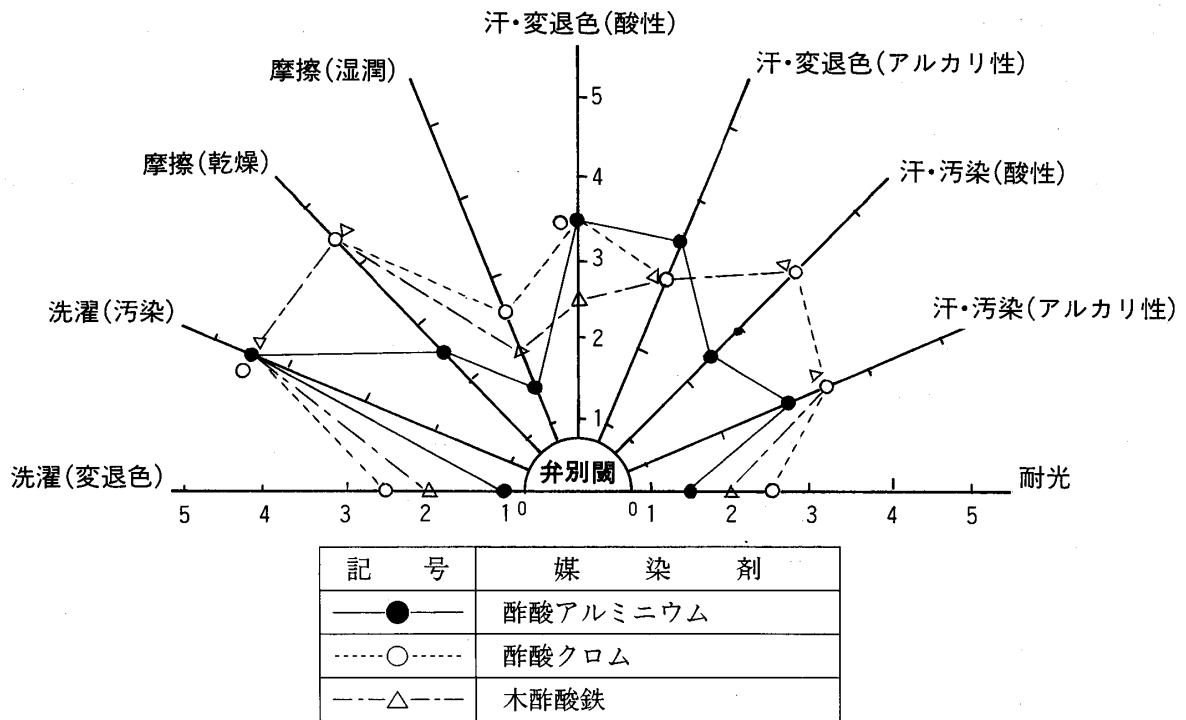 汗・変退色(酸性)
摩擦(湿潤)
汗・変退色(アルカリ性)
摩擦(乾燥)
汗・汚染(酸性)
洗濯(汚染)
汗・汚染(アルカリ性)
洗濯(変退色)
耐光
弁別閾
5
4
3
2
1
5 4 3 2 1 0
0 1 2 3 4 5
記号 媒染剤
酢酸アルミニウム
酢酸クロム
木酢酸鉄